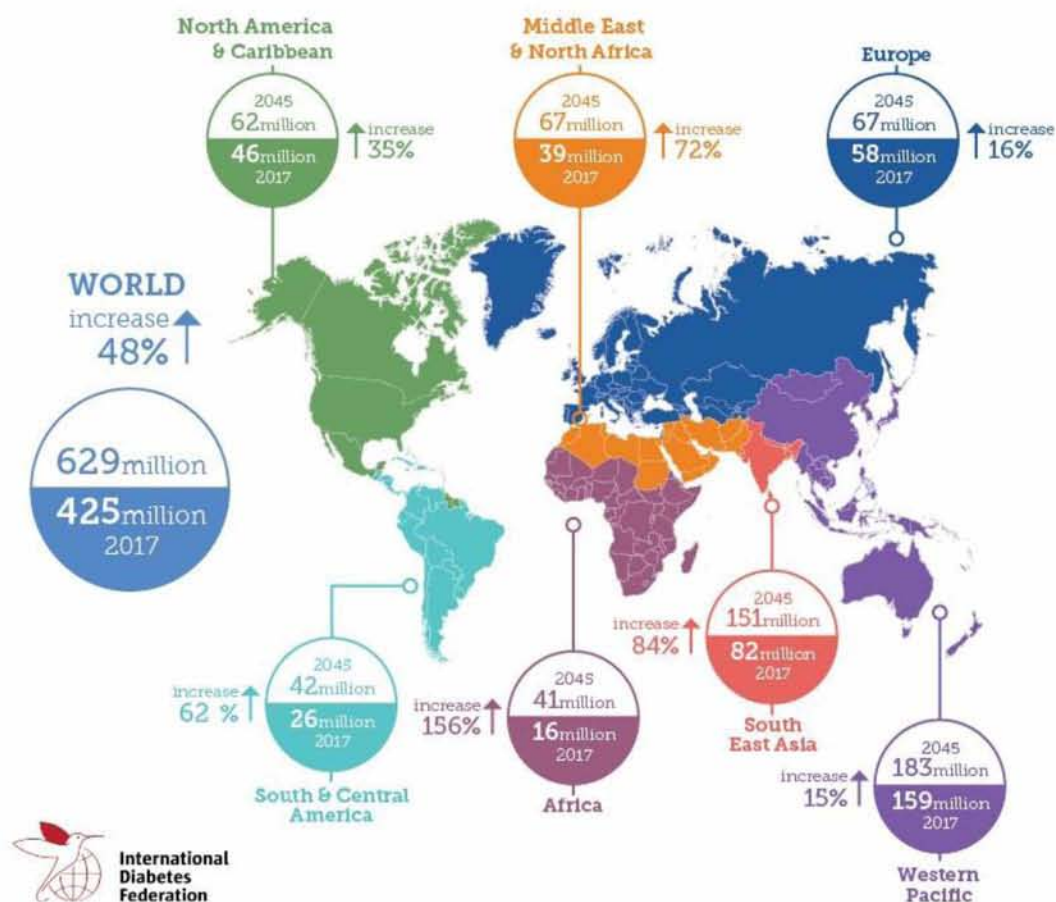 North America
& Caribbean
2045
62million
46million
2017
increase
35%
Middle East
& North Africa
2045
67million
39million
2017
increase
72%
Europe
2045
67million
58million
2017
increase
16%
WORLD
increase
48%
629million
425million
2017
increase
62 %
2045
42million
26million
2017
South & Central
America
increase
156%
2045
41million
16million
2017
Africa
increase
84%
2045
151million
82million
2017
South
East Asia
increase
15%
2045
183million
159million
2017
Western
Pacific
International
Diabetes
Federation